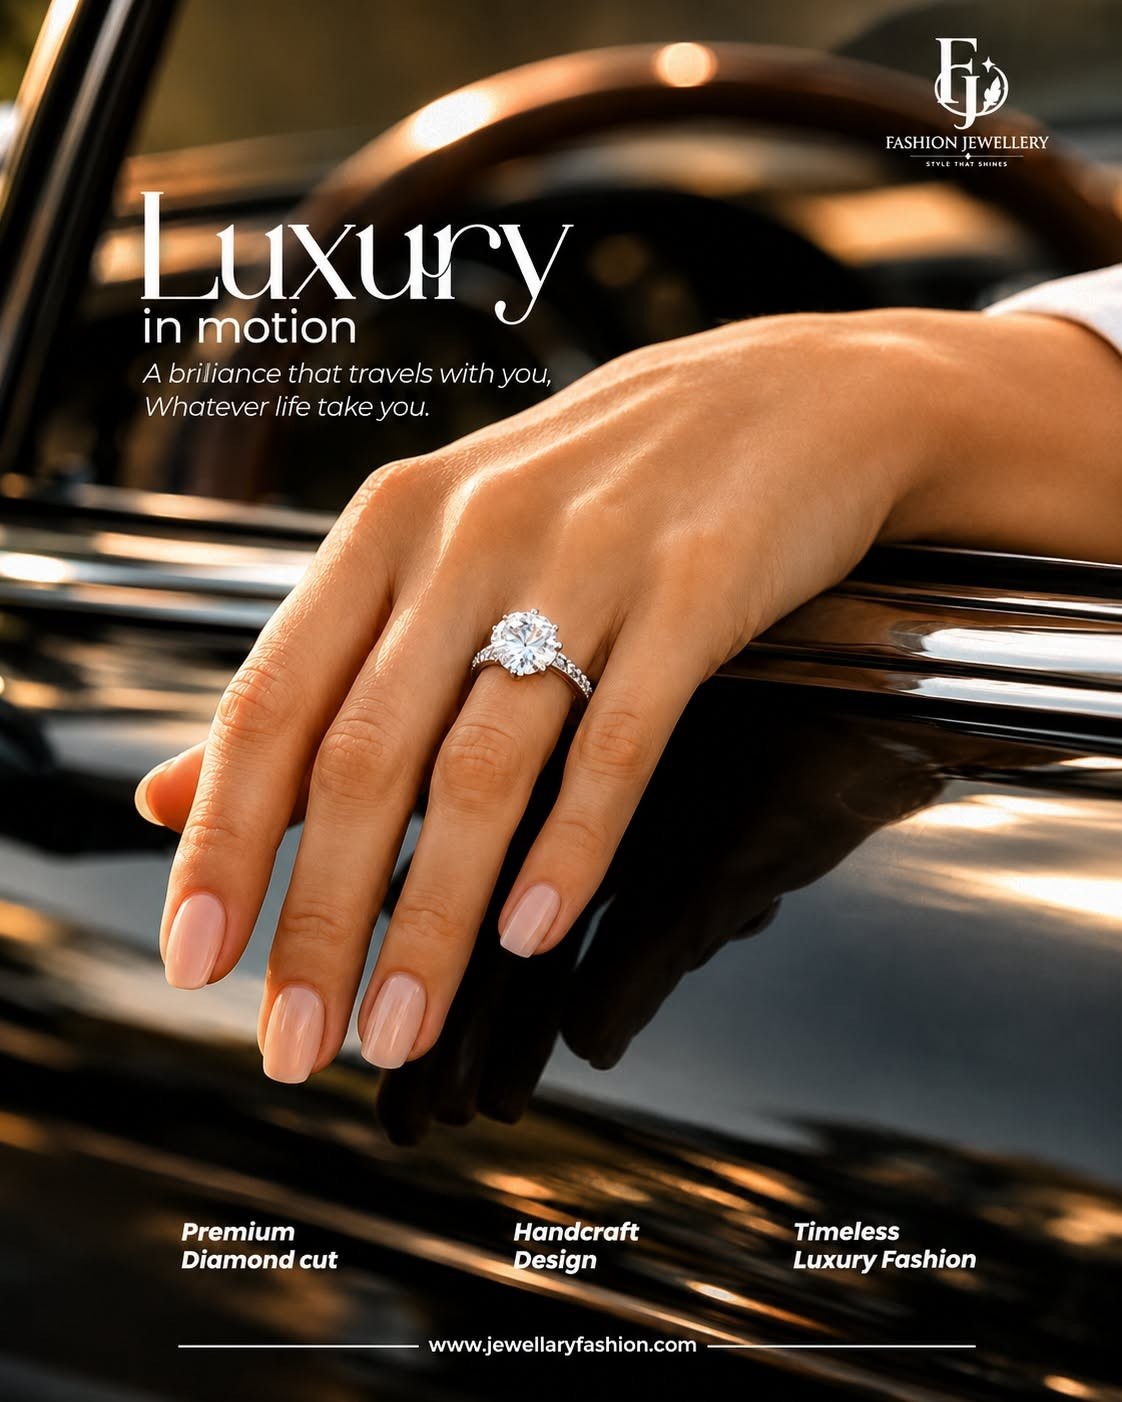 FJ
FASHION JEWELLERY
STYLE THAT SHINES
Luxury
in motion
A brilliance that travels with you,
Whatever life take you.
Premium
Diamond cut
Handcraft
Design
Timeless
Luxury Fashion
www.jewellaryfashion.com